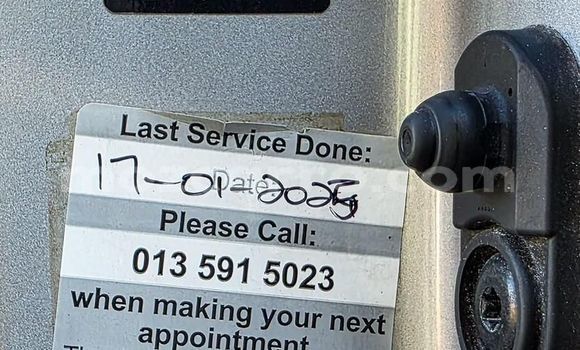 Last Service Done:
Date:
17-01-2025
Please Call:
013 591 5023
when making your next
appointment